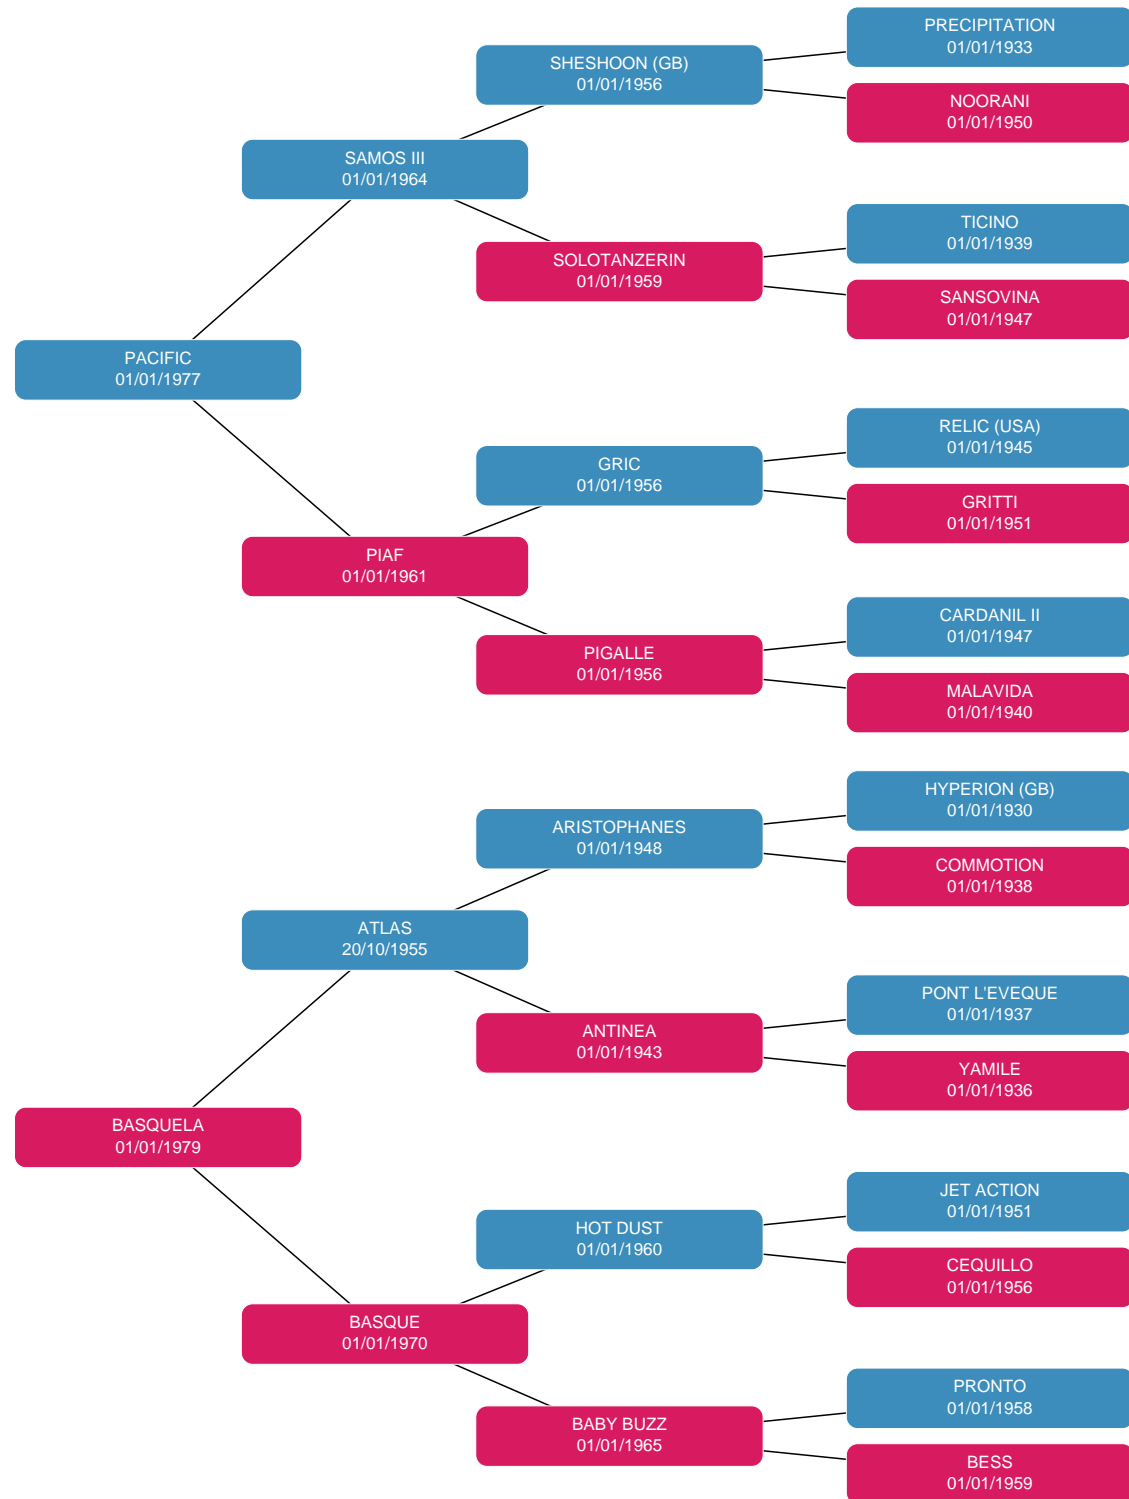 PRECIPITATION
01/01/1933
SHESHOON (GB)
01/01/1956
NOORANI
01/01/1950
SAMOS III
01/01/1964
TICINO
01/01/1939
SOLOTANZERIN
01/01/1959
SANSOVINA
01/01/1947
PACIFIC
01/01/1977
RELIC (USA)
01/01/1945
GRIC
01/01/1956
GRITTI
01/01/1951
PIAF
01/01/1961
CARDANIL II
01/01/1947
PIGALLE
01/01/1956
MALAVIDA
01/01/1940
HYPERION (GB)
01/01/1930
ARISTOPHANES
01/01/1948
COMMOTION
01/01/1938
ATLAS
20/10/1955
PONT L'EVEQUE
01/01/1937
ANTINEA
01/01/1943
YAMILE
01/01/1936
BASQUELA
01/01/1979
JET ACTION
01/01/1951
HOT DUST
01/01/1960
CEQUILLO
01/01/1956
BASQUE
01/01/1970
PRONTO
01/01/1958
BABY BUZZ
01/01/1965
BESS
01/01/1959